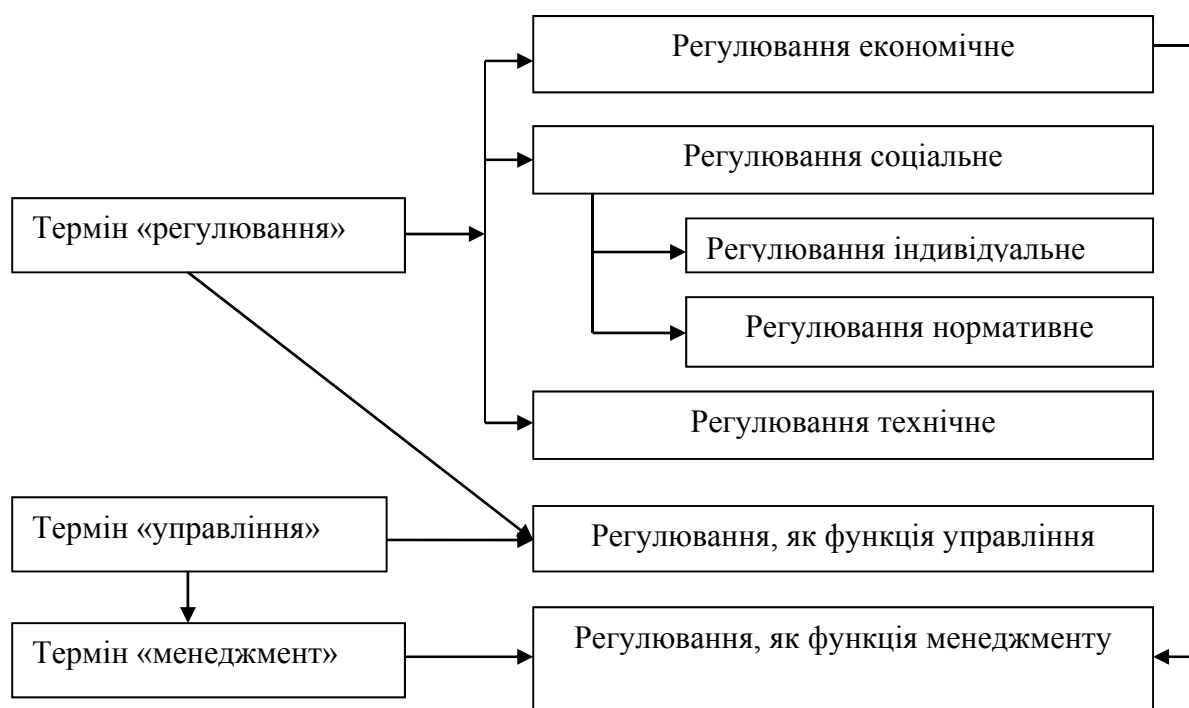 Регулювання економічне
Регулювання соціальне
Термін «регулювання»
Регулювання індивідуальне
Регулювання нормативне
Регулювання технічне
Термін «управління»
Регулювання, як функція управління
Термін «менеджмент»
Регулювання, як функція менеджменту